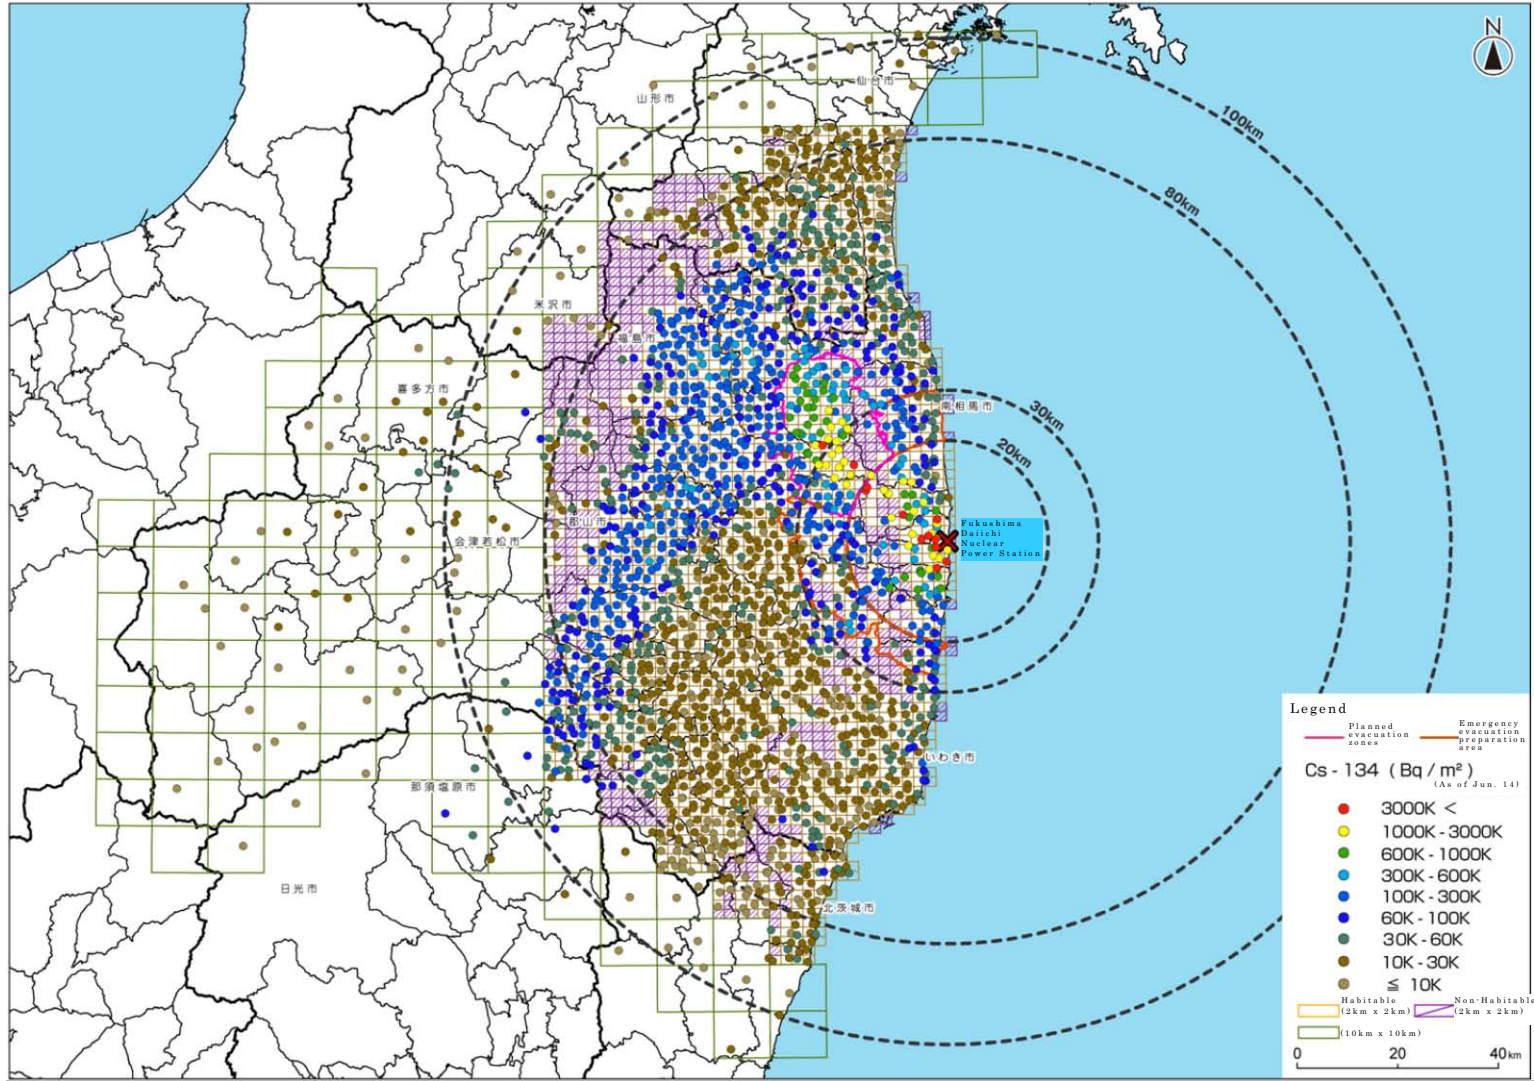 N
100km
仙台市
山形市
80km
米沢市
福島市
喜多方市
南相馬市
30km
20km
郡山市
Fukushima
Daiichi
Nuclear
Power Station
会津若松市
いわき市
那須塩原市
日光市
北茨城市
Legend
Planned
evacuation
zones
Emergency
evacuation
preparation
area
Cs - 134 ( Bq / m² )
(As of Jun. 14)
3000K <
1000K - 3000K
600K - 1000K
300K - 600K
100K - 300K
60K - 100K
30K - 60K
10K - 30K
≦ 10K
Habitable
(2km x 2km)
Non-Habitable
(2km x 2km)
(10km x 10km)
0 20 40km